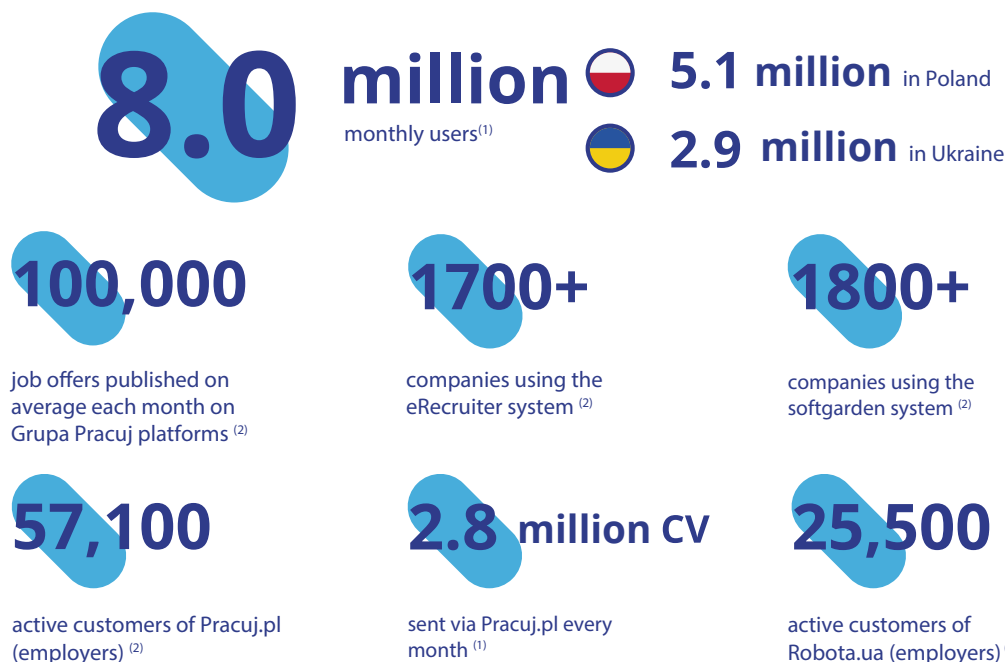 8.0 million
monthly users(1)
5.1 million in Poland
2.9 million in Ukraine
100,000
job offers published on
average each month on
Grupa Pracuj platforms (2)
1700+
companies using the
eRecruiter system (2)
1800+
companies using the
softgarden system (2)
57,100
active customers of Pracuj.pl
(employers) (2)
2.8 million CV
sent via Pracuj.pl every
month (1)
25,500
active customers of
Robota.ua (employers)